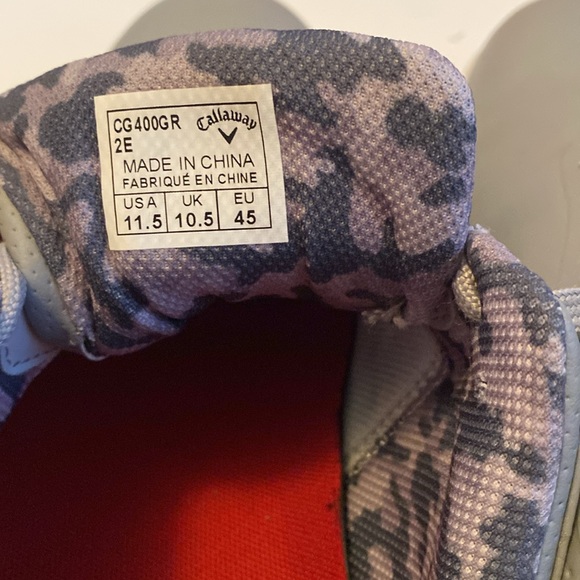 CG400GR Callaway
2E
MADE IN CHINA
FABRIQUÉ EN CHINE
USA UK EU
11.5 10.5 45